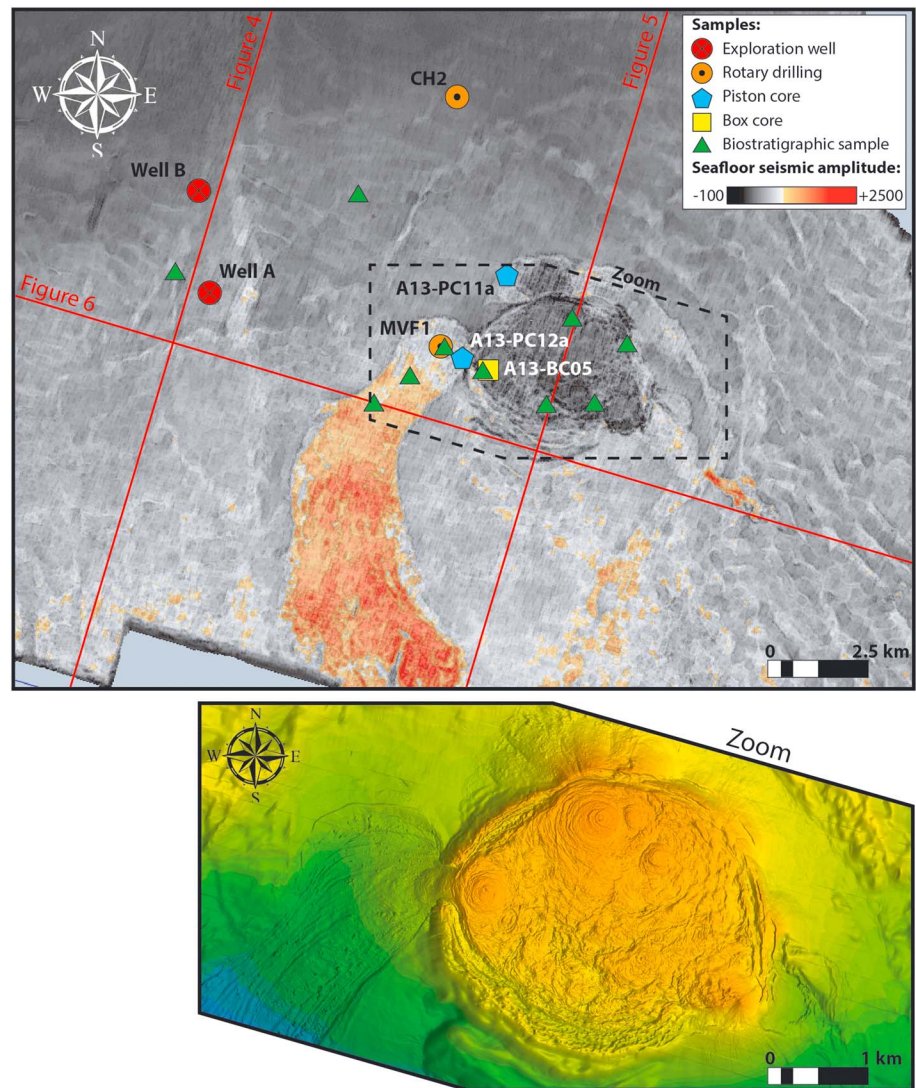 Figure 4
Figure 5
Samples:
Exploration well
Rotary drilling
Piston core
Box core
Biostratigraphic sample
Seafloor seismic amplitude:
-100
+2500
N
W
E
S
CH2
Well B
Well A
Figure 6
A13-PC11a
Zoom
MVF1
A13-PC12a
A13-BC05
0
2.5 km
N
W
E
S
Zoom
0
1 km